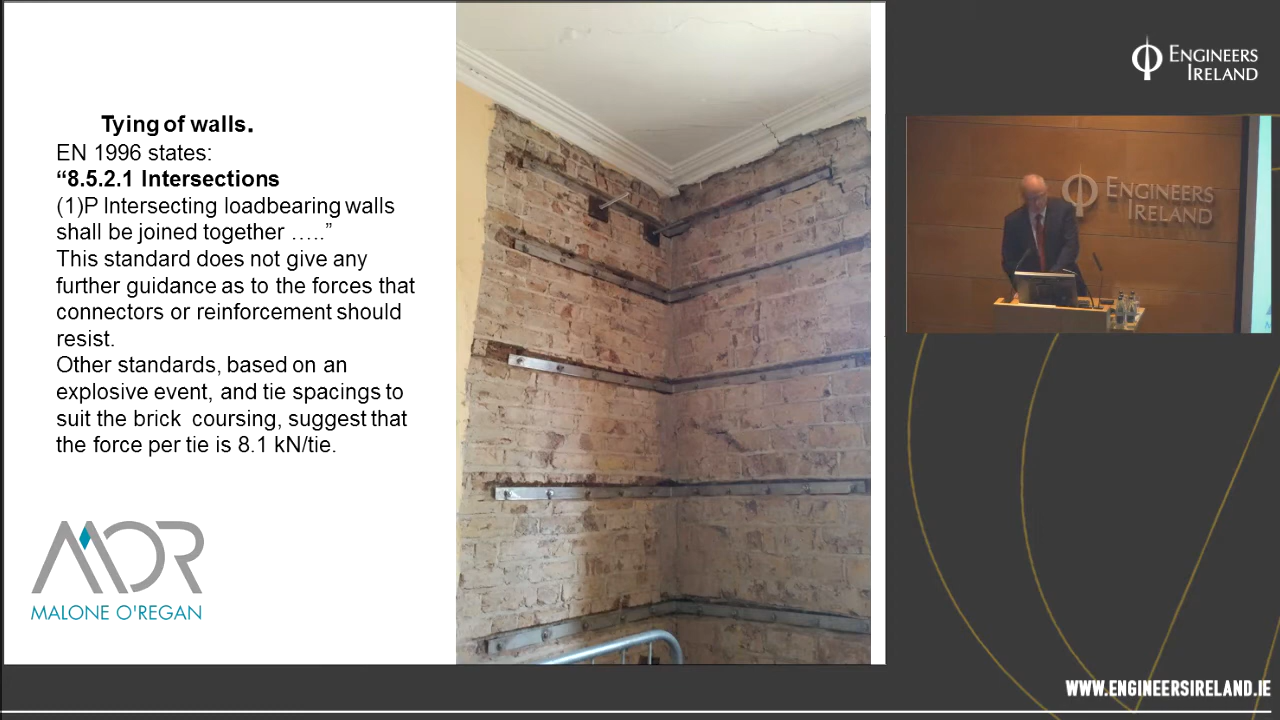 Tying of walls.
EN 1996 states:
“8.5.2.1 Intersections
(1)P Intersecting loadbearing walls
shall be joined together …..”
This standard does not give any
further guidance as to the forces that
connectors or reinforcement should
resist.
Other standards, based on an
explosive event, and tie spacings to
suit the brick coursing, suggest that
the force per tie is 8.1 kN/tie.
MOR
MALONE O'REGAN
ENGINEERS
IRELAND
ENGINEERS
IRELAND
WWW.ENGINEERSIRELAND.IE